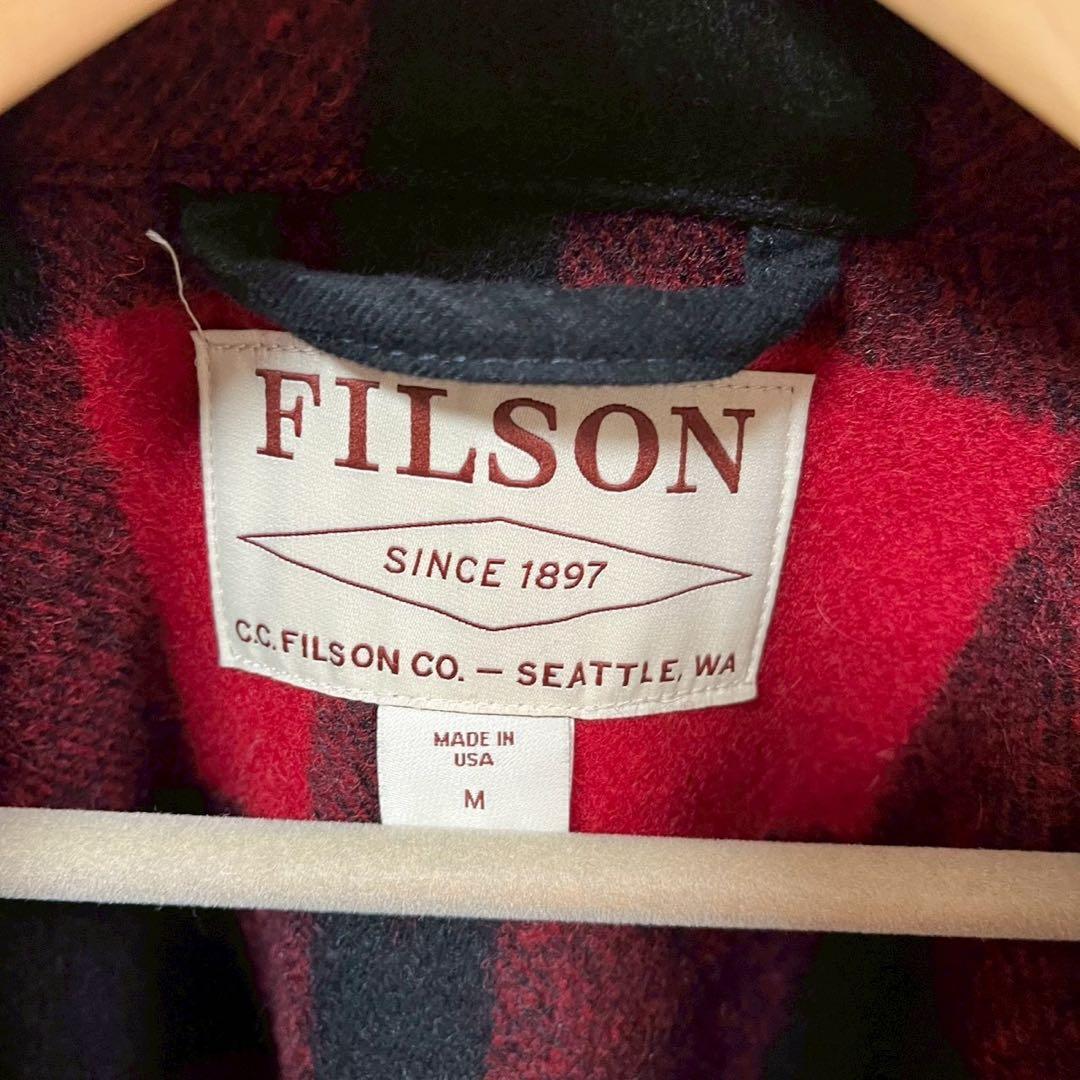 FILSON
SINCE 1897
C.C. FILSON CO. — SEATTLE, WA
MADE IN
USA
M